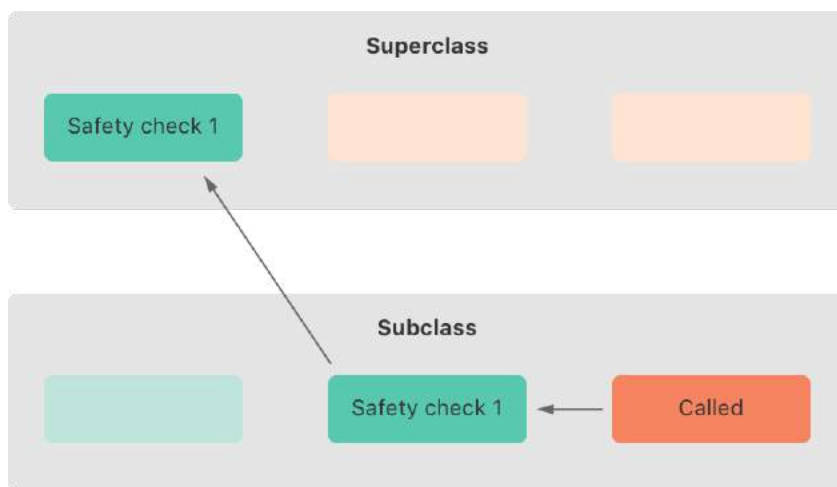 Superclass
Safety check 1
Subclass
Safety check 1
Called